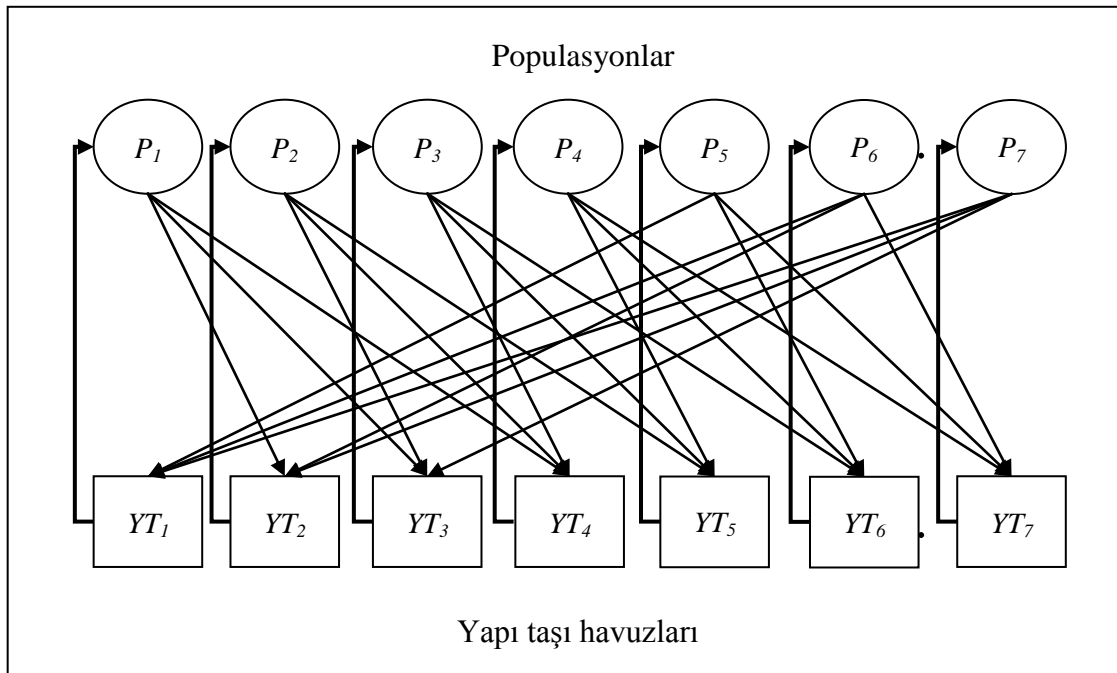 Populasyonlar
P1 P2 P3 P4 P5 P6 P7
YT1 YT2 YT3 YT4 YT5 YT6 YT7
Yapı taşı havuzları